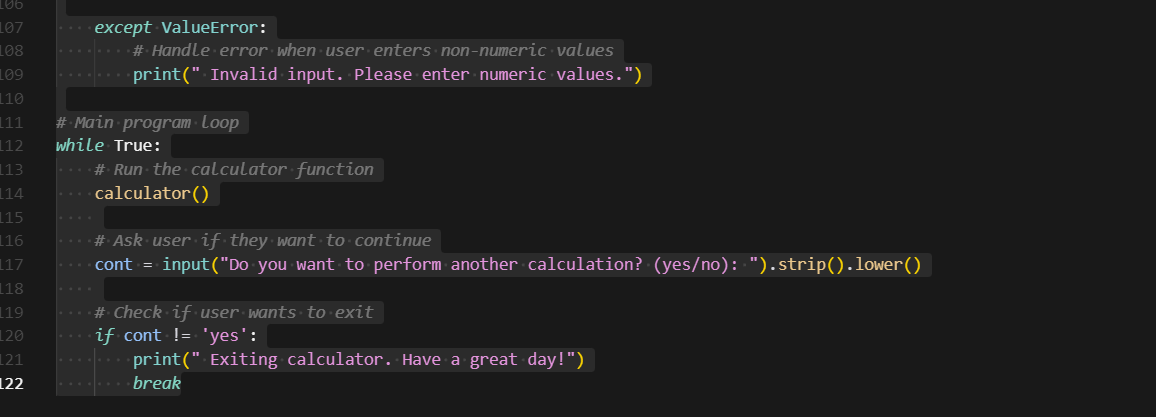 106
107 except ValueError:
108 # Handle error when user enters non-numeric values
109 print(" Invalid input. Please enter numeric values.")
110
111 # Main program loop
112 while True:
113 # Run the calculator function
114 calculator()
115
116 # Ask user if they want to continue
117 cont = input("Do you want to perform another calculation? (yes/no): ").strip().lower()
118
119 # Check if user wants to exit
120 if cont != 'yes':
121 print(" Exiting calculator. Have a great day!")
122 break